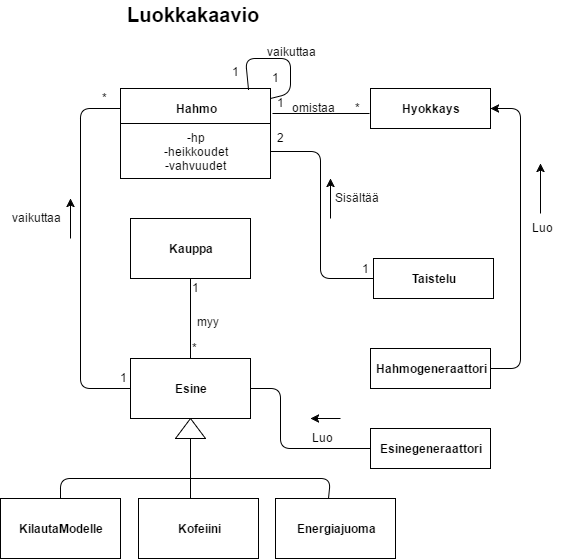 Luokkakaavio
vaikuttaa
1
1
*
Hahmo
1
omistaa
*
Hyokkays
-hp
-heikkoudet
-vahvuudet
2
Sisältää
vaikuttaa
Luo
Kauppa
1
Taistelu
1
myy
*
Hahmogeneraattori
1
Esine
Luo
Esinegeneraattori
KilautaModelle
Kofeiini
Energiajuoma